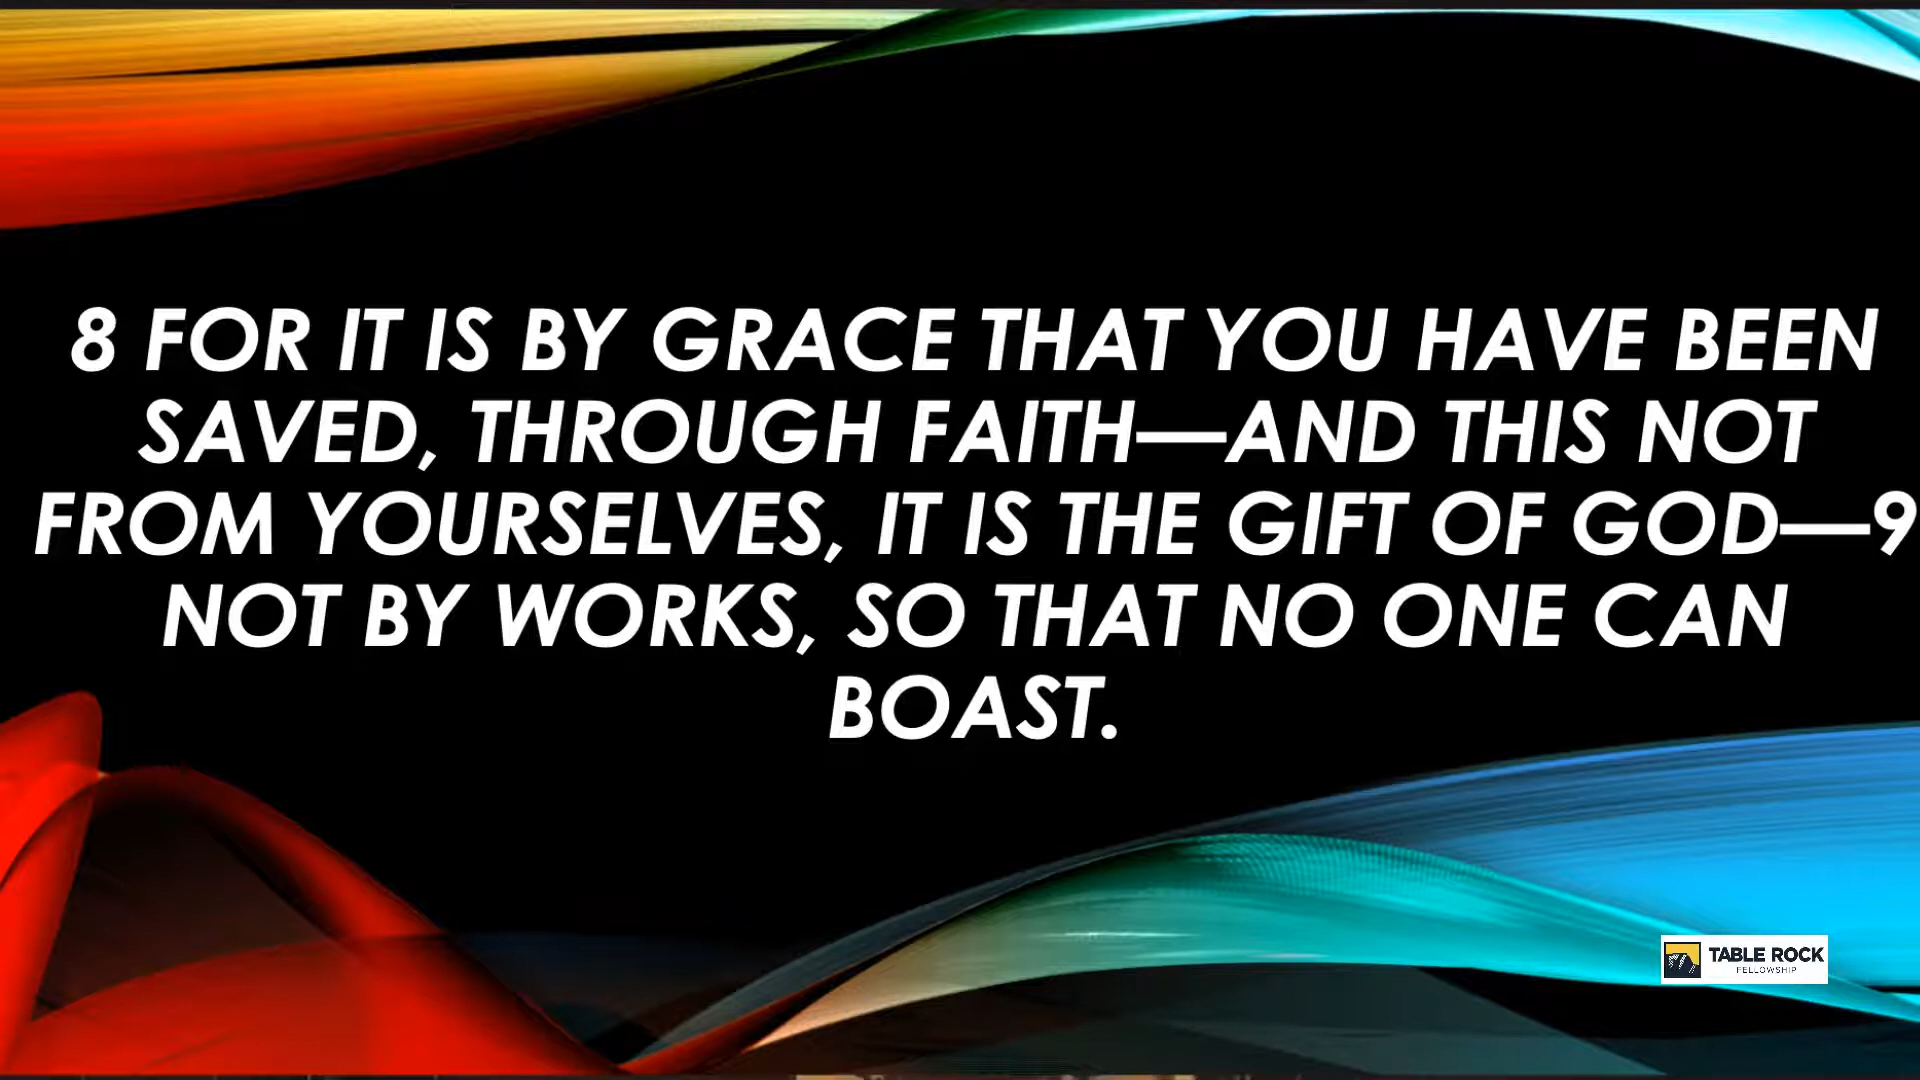 8 FOR IT IS BY GRACE THAT YOU HAVE BEEN
SAVED, THROUGH FAITH—AND THIS NOT
FROM YOURSELVES, IT IS THE GIFT OF GOD—9
NOT BY WORKS, SO THAT NO ONE CAN
BOAST.
TABLE ROCK
FELLOWSHIP